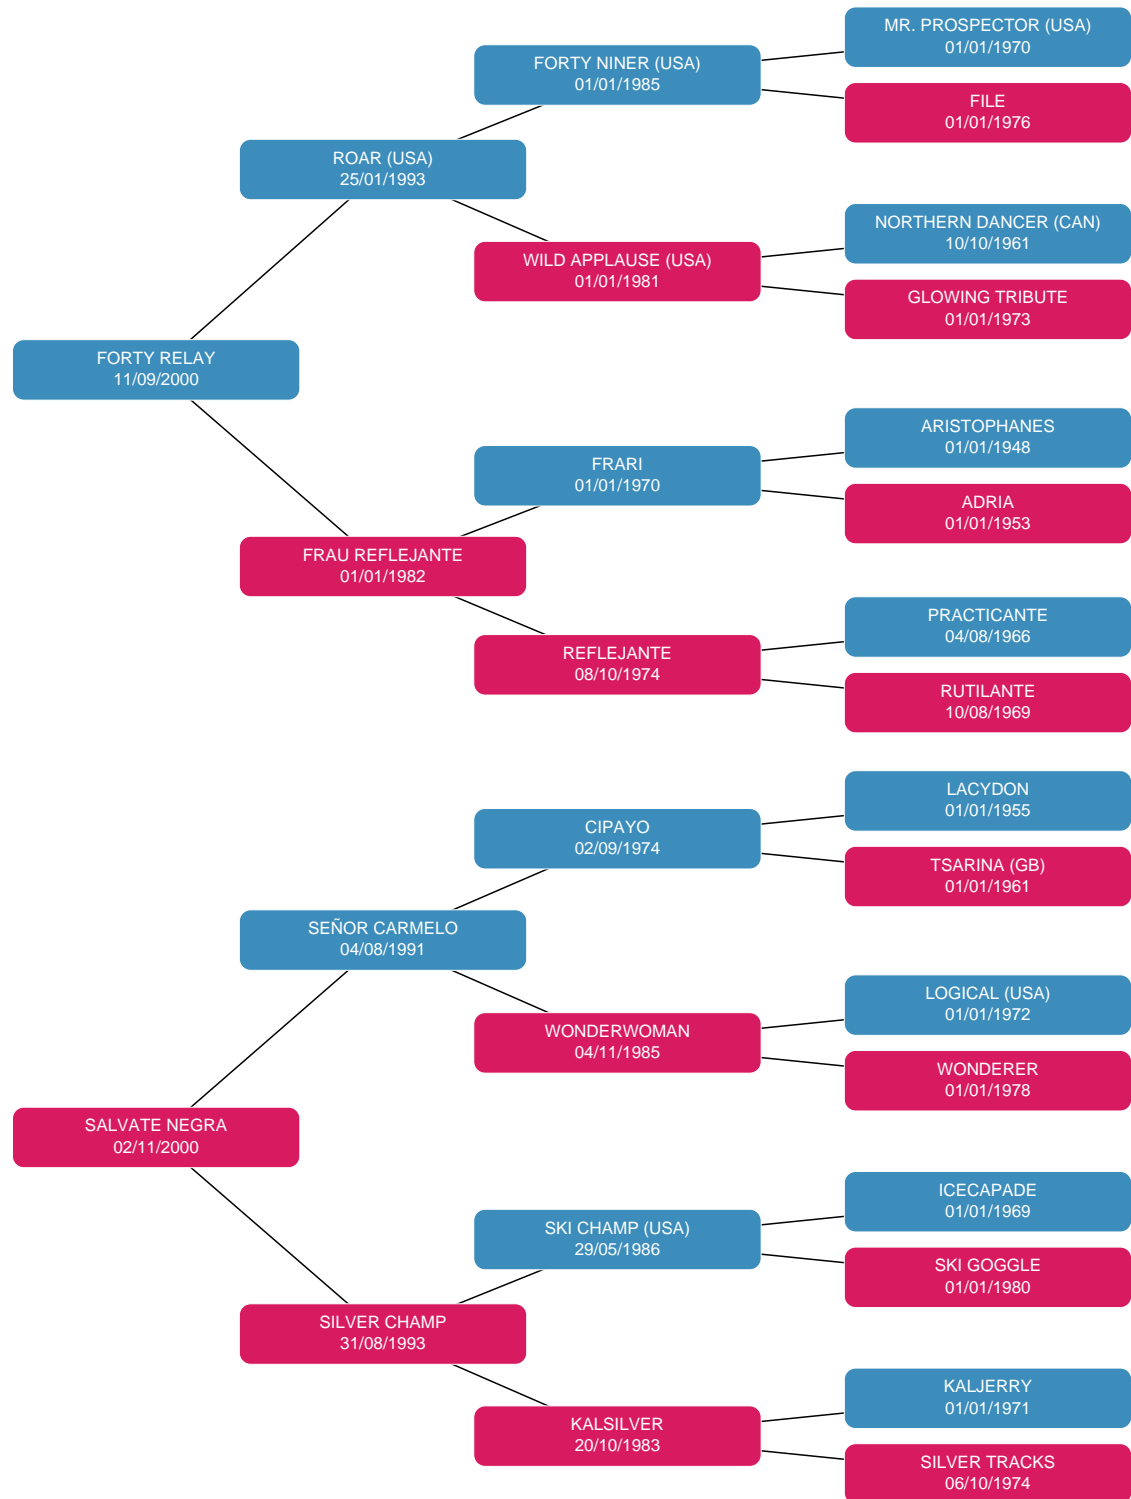 MR. PROSPECTOR (USA)
01/01/1970
FORTY NINER (USA)
01/01/1985
FILE
01/01/1976
ROAR (USA)
25/01/1993
NORTHERN DANCER (CAN)
10/10/1961
WILD APPLAUSE (USA)
01/01/1981
GLOWING TRIBUTE
01/01/1973
FORTY RELAY
11/09/2000
ARISTOPHANES
01/01/1948
FRARI
01/01/1970
ADRIA
01/01/1953
FRAU REFLEJANTE
01/01/1982
PRACTICANTE
04/08/1966
REFLEJANTE
08/10/1974
RUTILANTE
10/08/1969
LACYDON
01/01/1955
CIPAYO
02/09/1974
TSARINA (GB)
01/01/1961
SEÑOR CARMELO
04/08/1991
LOGICAL (USA)
01/01/1972
WONDERWOMAN
04/11/1985
WONDERER
01/01/1978
SALVATE NEGRA
02/11/2000
ICECAPADE
01/01/1969
SKI CHAMP (USA)
29/05/1986
SKI GOGGLE
01/01/1980
SILVER CHAMP
31/08/1993
KALJERRY
01/01/1971
KALSILVER
20/10/1983
SILVER TRACKS
06/10/1974